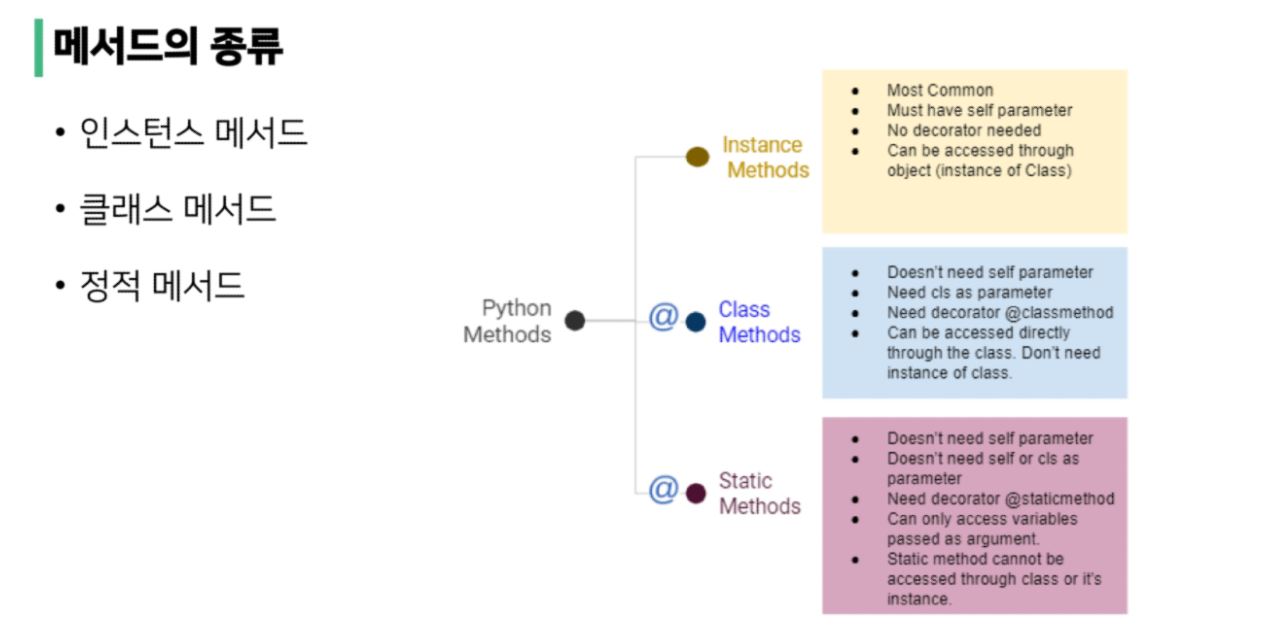 메서드의 종류
• 인스턴스 메서드
• 클래스 메서드
• 정적 메서드
Python
Methods
Instance
Methods
• Most Common
• Must have self parameter
• No decorator needed
• Can be accessed through
object (instance of Class)
@
Class
Methods
• Doesn't need self parameter
• Need cls as parameter
• Need decorator @classmethod
• Can be accessed directly
through the class. Don't need
instance of class.
@
Static
Methods
• Doesn't need self parameter
• Doesn't need self or cls as
parameter
• Need decorator @staticmethod
• Can only access variables
passed as argument.
• Static method cannot be
accessed through class or it's
instance.